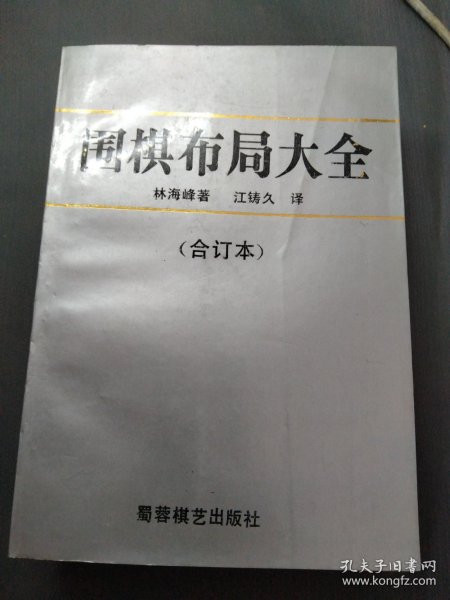 围棋布局大全
林海峰著 江铸久 译
(合订本)
蜀蓉棋艺出版社
孔夫子旧书网
www.kongfz.com